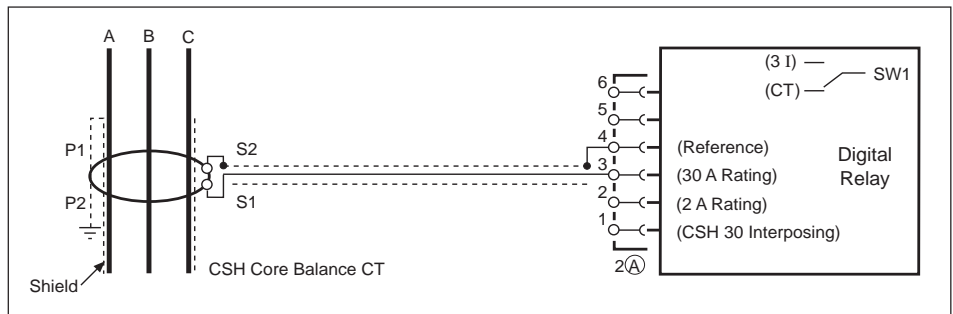 A B C
P1
P2
Shield
S2
S1
CSH Core Balance CT
6
5
4
3
2
1
2Ⓐ
(3 I)
(CT)
SW1
(Reference)
(30 A Rating)
(2 A Rating)
(CSH 30 Interposing)
Digital
Relay